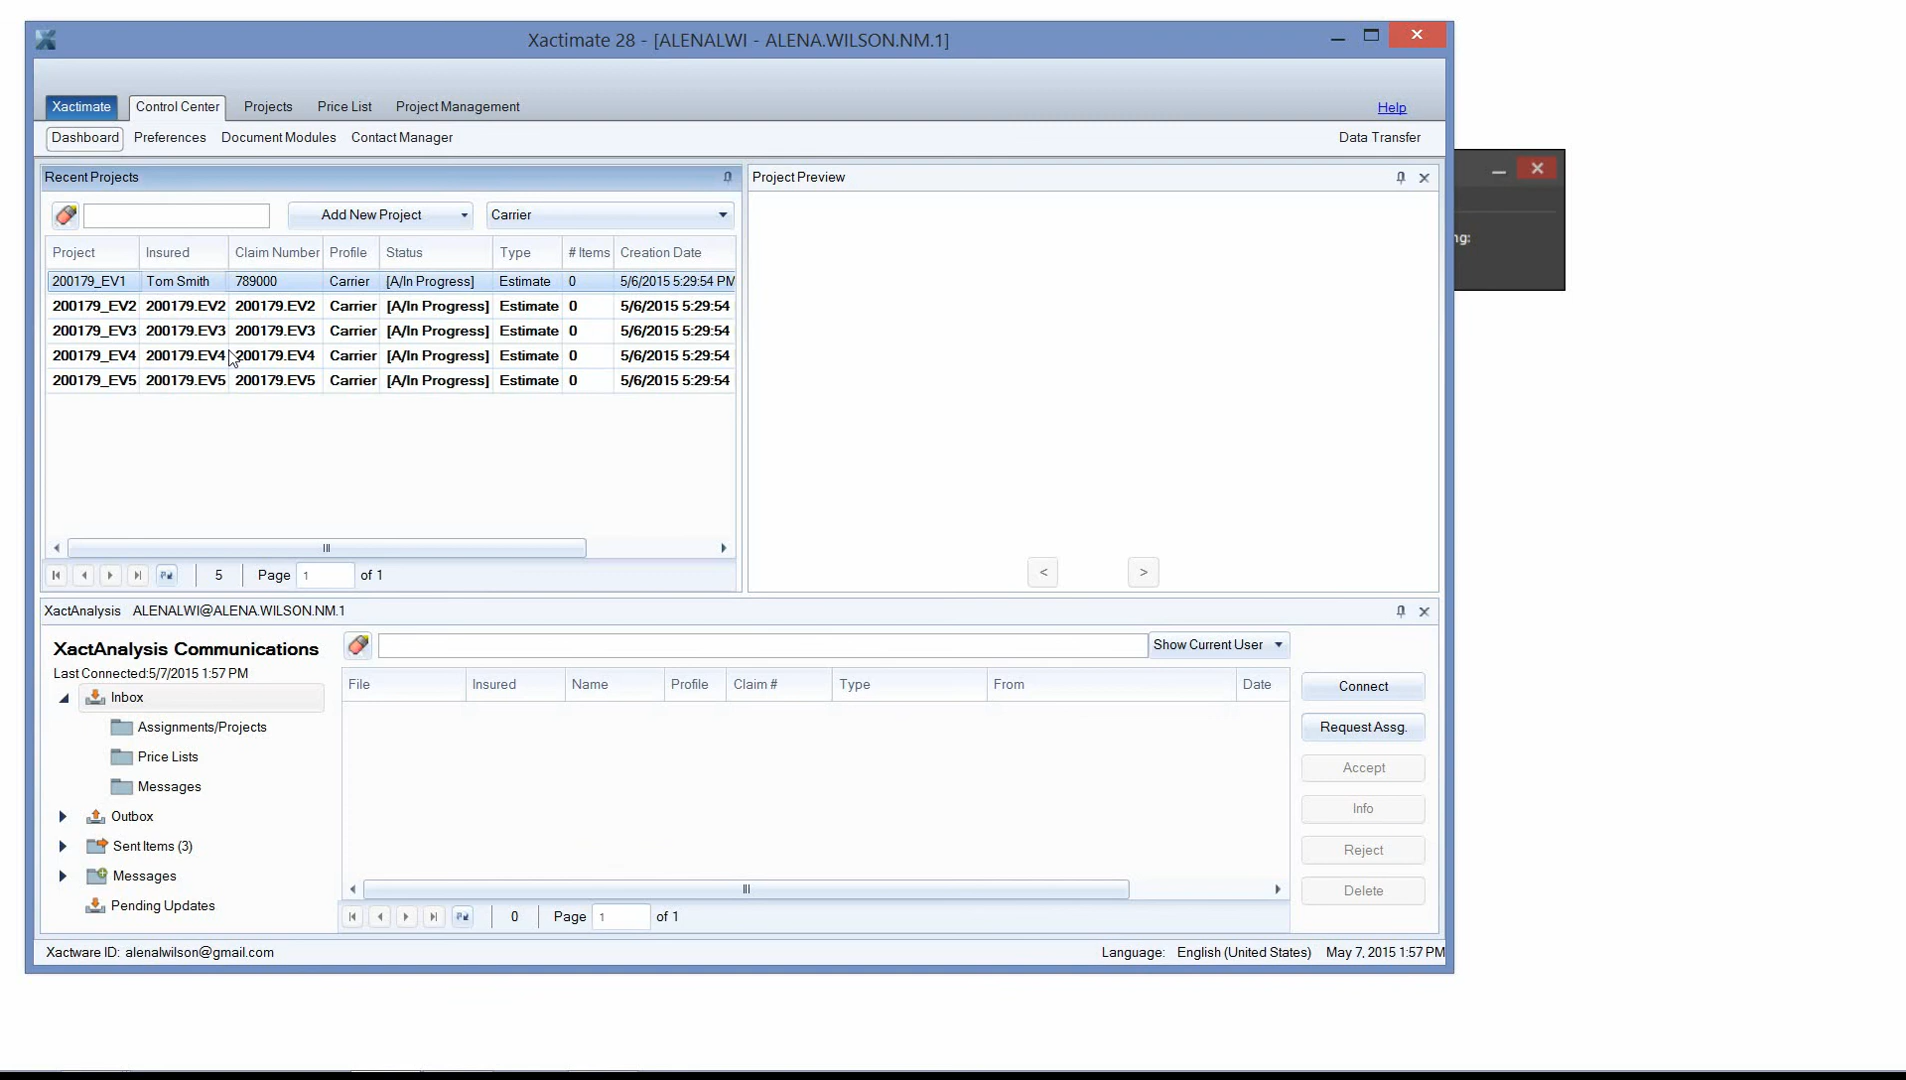 Xactimate 28 - [ALENALWI - ALENA.WILSON.NM.1]
Xactimate Control Center Projects Price List Project Management Help
Dashboard Preferences Document Modules Contact Manager Data Transfer
Recent Projects
Add New Project Carrier
Project Insured Claim Number Profile Status Type # Items Creation Date
200179_EV1 Tom Smith 789000 Carrier [A/In Progress] Estimate 0 5/6/2015 5:29:54 PM
200179_EV2 200179.EV2 200179.EV2 Carrier [A/In Progress] Estimate 0 5/6/2015 5:29:54
200179_EV3 200179.EV3 200179.EV3 Carrier [A/In Progress] Estimate 0 5/6/2015 5:29:54
200179_EV4 200179.EV4 200179.EV4 Carrier [A/In Progress] Estimate 0 5/6/2015 5:29:54
200179_EV5 200179.EV5 200179.EV5 Carrier [A/In Progress] Estimate 0 5/6/2015 5:29:54
5 Page 1 of 1
Project Preview
< >
ng:
XactAnalysis ALENALWI@ALENA.WILSON.NM.1
XactAnalysis Communications
Last Connected:5/7/2015 1:57 PM
Inbox
Assignments/Projects
Price Lists
Messages
Outbox
Sent Items (3)
Messages
Pending Updates
Show Current User
File Insured Name Profile Claim # Type From Date
0 Page 1 of 1
Connect
Request Assg.
Accept
Info
Reject
Delete
Xactware ID: alenalwilson@gmail.com Language: English (United States) May 7, 2015 1:57 PM